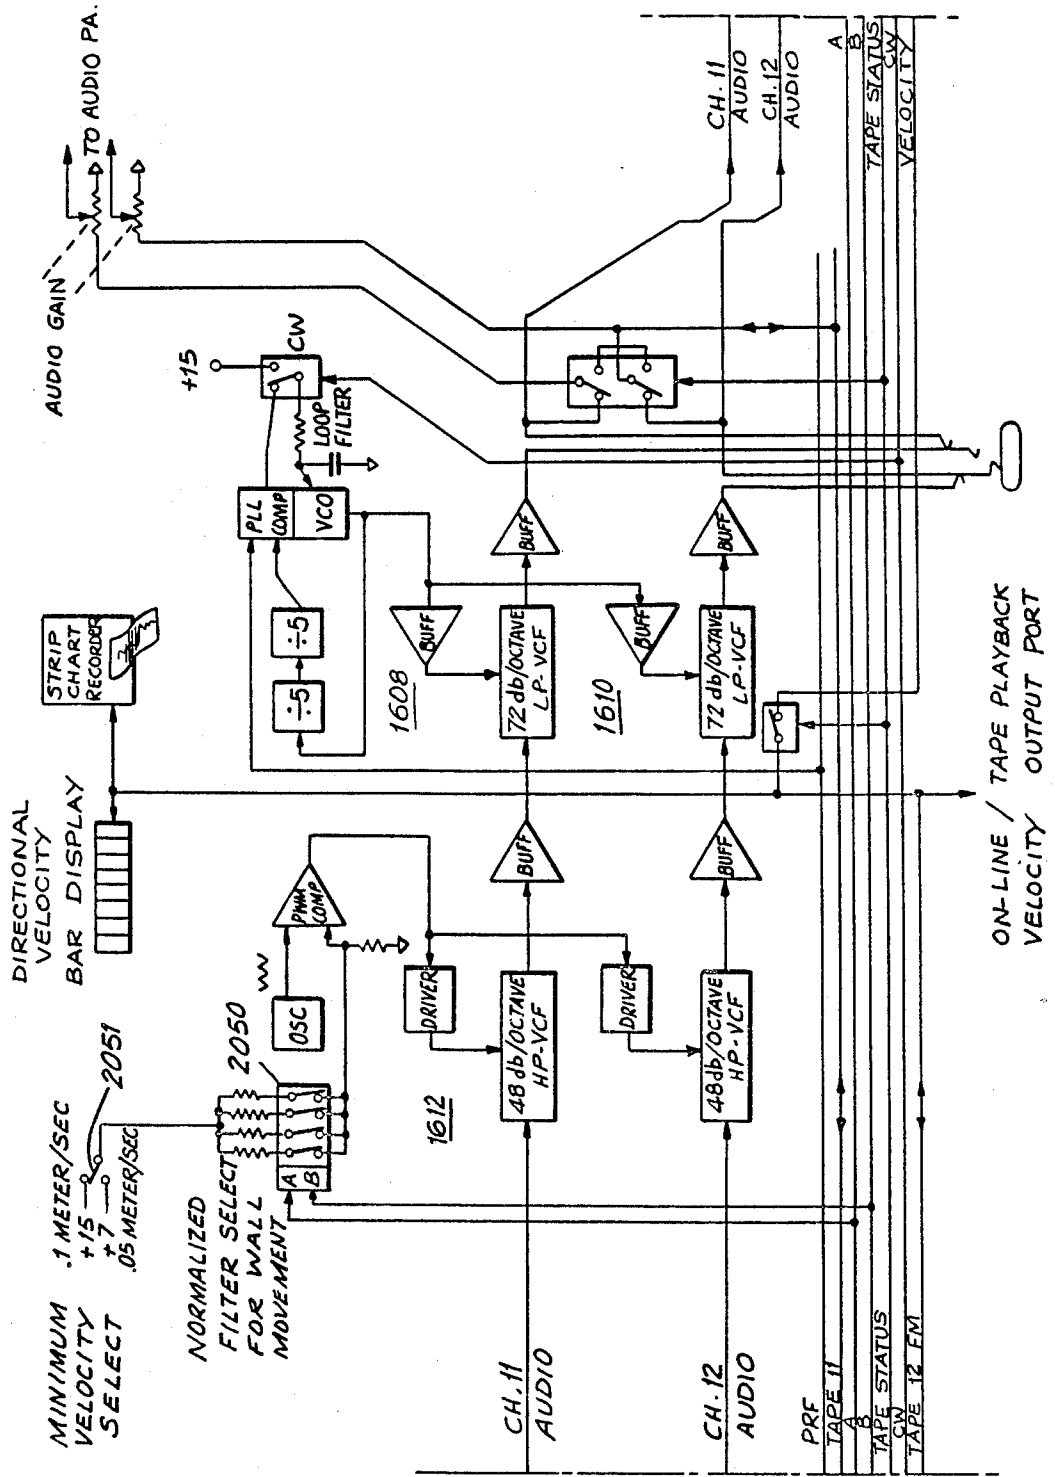 MINIMUM
VELOCITY
SELECT
.1 METER/SEC
+15
+7
.05 METER/SEC
2051
DIRECTIONAL
VELOCITY
BAR DISPLAY
STRIP
CHART
RECORDER
AUDIO GAIN
TO AUDIO P.A.
NORMALIZED
FILTER SELECT
FOR WALL
MOVEMENT
A
B
2050
OSC
PWM
COMP
÷5
÷5
PLL
COMP
VCO
LOOP
FILTER
+15
CW
1612
DRIVER
1608
BUFF
CH.11
AUDIO
48 db/OCTAVE
HP-VCF
BUFF
72 db/OCTAVE
LP-VCF
BUFF
CH.11
AUDIO
DRIVER
1610
BUFF
CH.12
AUDIO
48 db/OCTAVE
HP-VCF
BUFF
72 db/OCTAVE
LP-VCF
BUFF
CH.12
AUDIO
PRF
TAPE 11
A
B
TAPE STATUS
CW
TAPE 12 FM
A
B
TAPE STATUS
CW
VELOCITY
ON-LINE / TAPE PLAYBACK
VELOCITY OUTPUT PORT